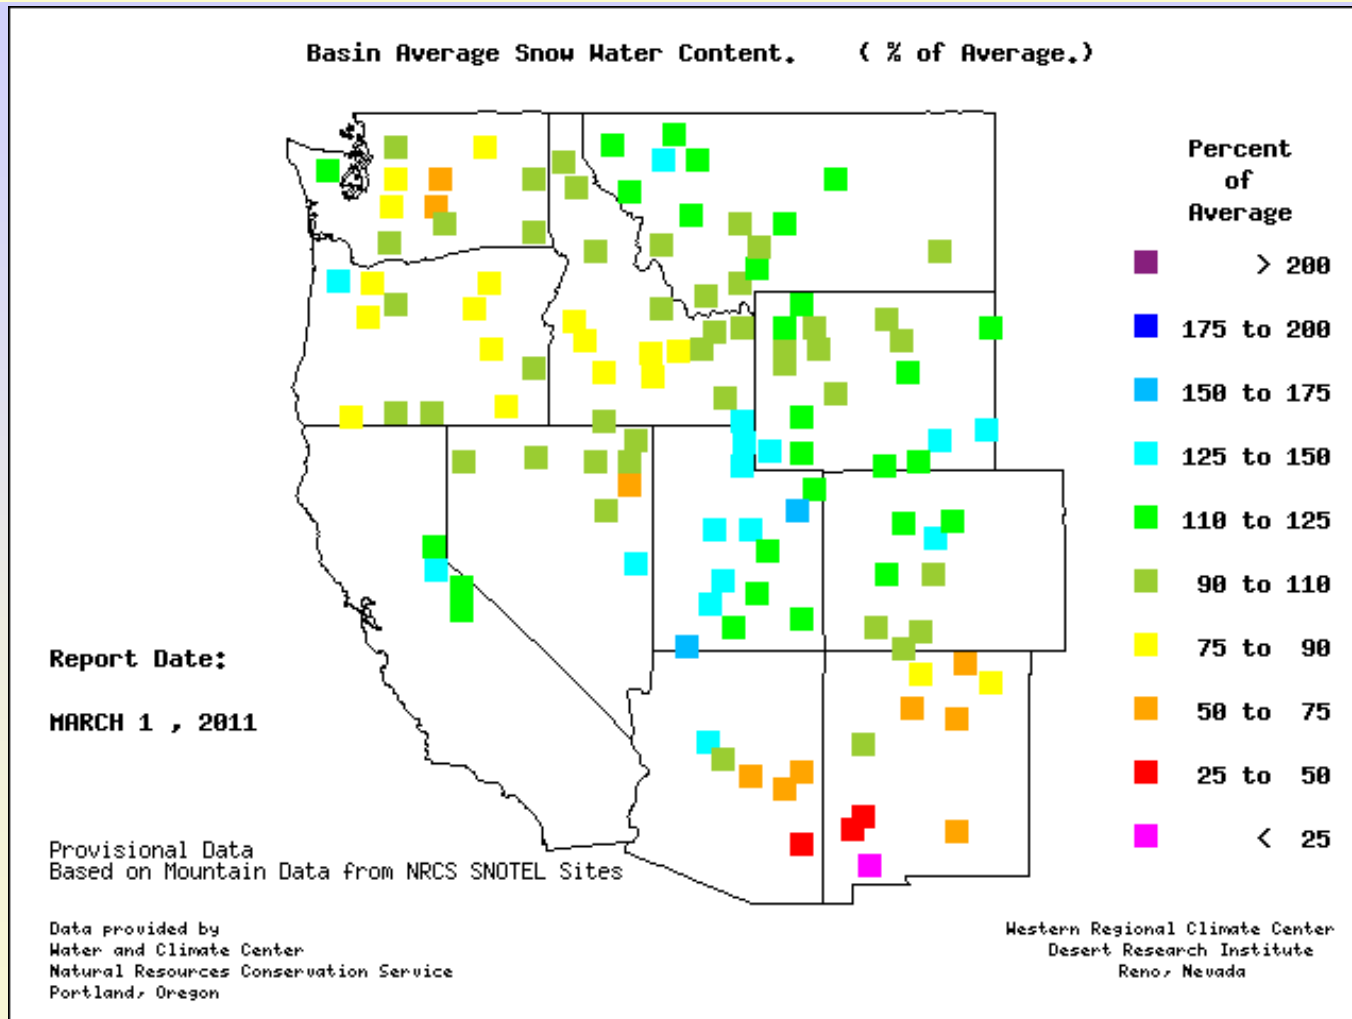 Basin Average Snow Water Content. ( % of Average.)
Percent
of
Average
> 200
175 to 200
150 to 175
125 to 150
110 to 125
90 to 110
75 to 90
50 to 75
25 to 50
< 25
Report Date:
MARCH 1 , 2011
Provisional Data
Based on Mountain Data from NRCS SNOTEL Sites
Data provided by
Water and Climate Center
Natural Resources Conservation Service
Portland, Oregon
Western Regional Climate Center
Desert Research Institute
Reno, Nevada